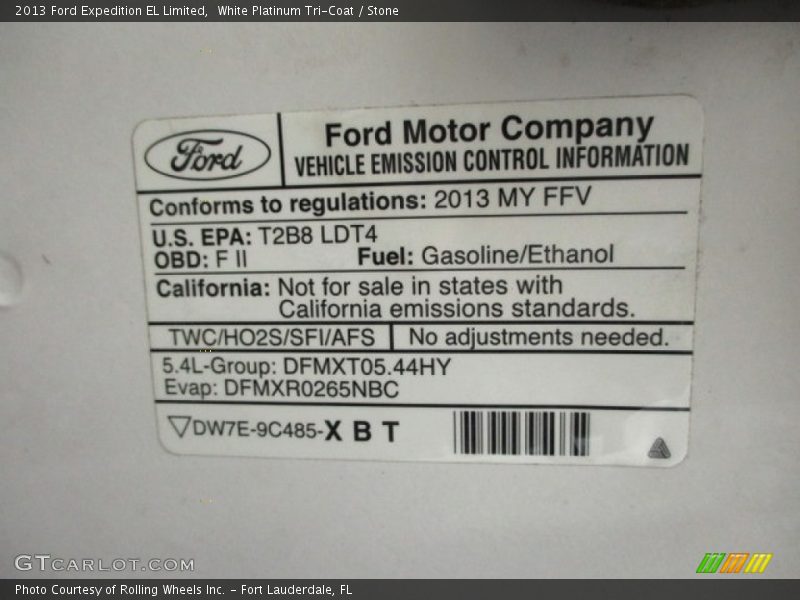 2013 Ford Expedition EL Limited,  White Platinum Tri-Coat / Stone
Ford
Ford Motor Company
VEHICLE EMISSION CONTROL INFORMATION
Conforms to regulations: 2013 MY FFV
U.S. EPA: T2B8 LDT4
OBD: F II Fuel: Gasoline/Ethanol
California: Not for sale in states with
California emissions standards.
TWC/HO2S/SFI/AFS No adjustments needed.
5.4L-Group: DFMXT05.44HY
Evap: DFMXR0265NBC
DW7E-9C485-X B T
GTCARLOT.COM
Photo Courtesy of Rolling Wheels Inc. - Fort Lauderdale, FL